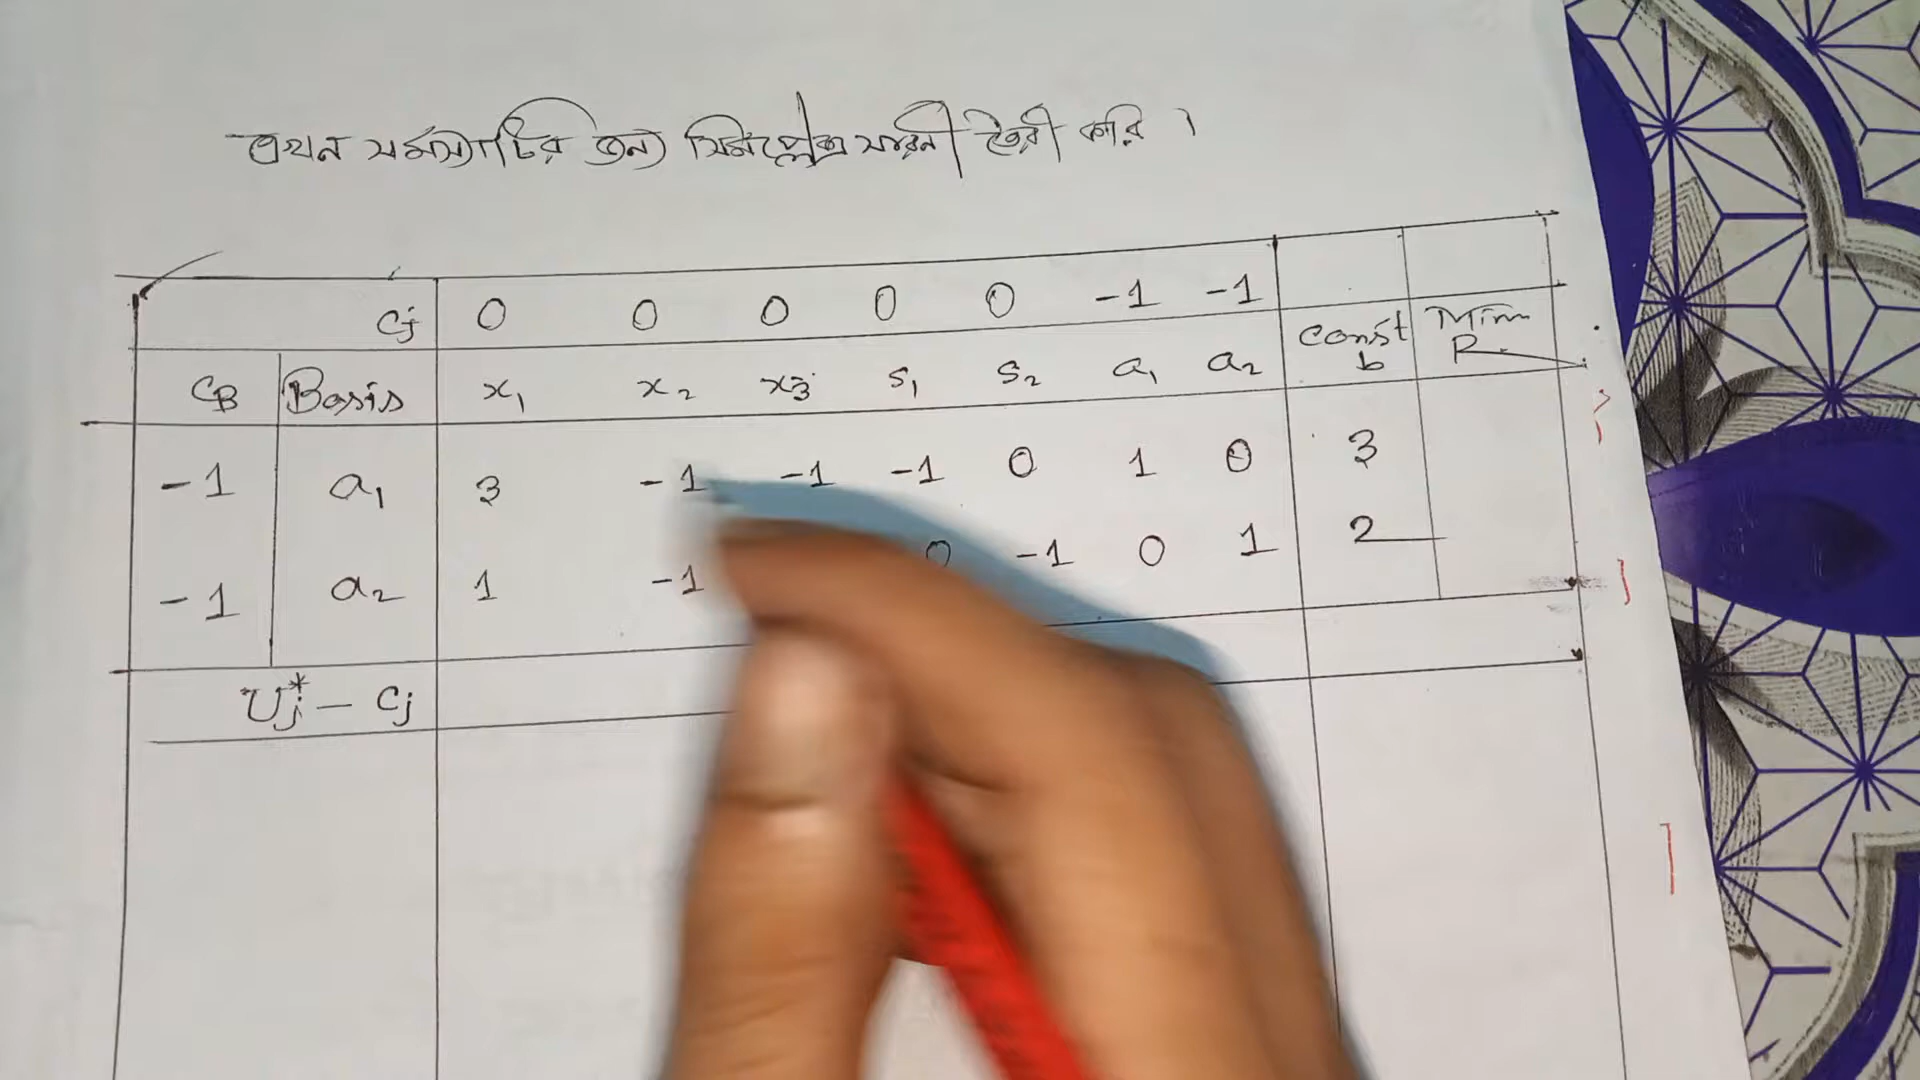 এখন সমস্যাটির জন্য সিমপ্লেক্স সারনী তৈরী করি ।
Cj 0 0 0 0 0 -1 -1
CB Basis x₁ x₂ x₃ s₁ s₂ a₁ a₂ Const b Min R.
-1 a₁ 3 -1 -1 -1 0 1 0 3
-1 a₂ 1 -1 0 -1 0 1 2
Uj* - Cj